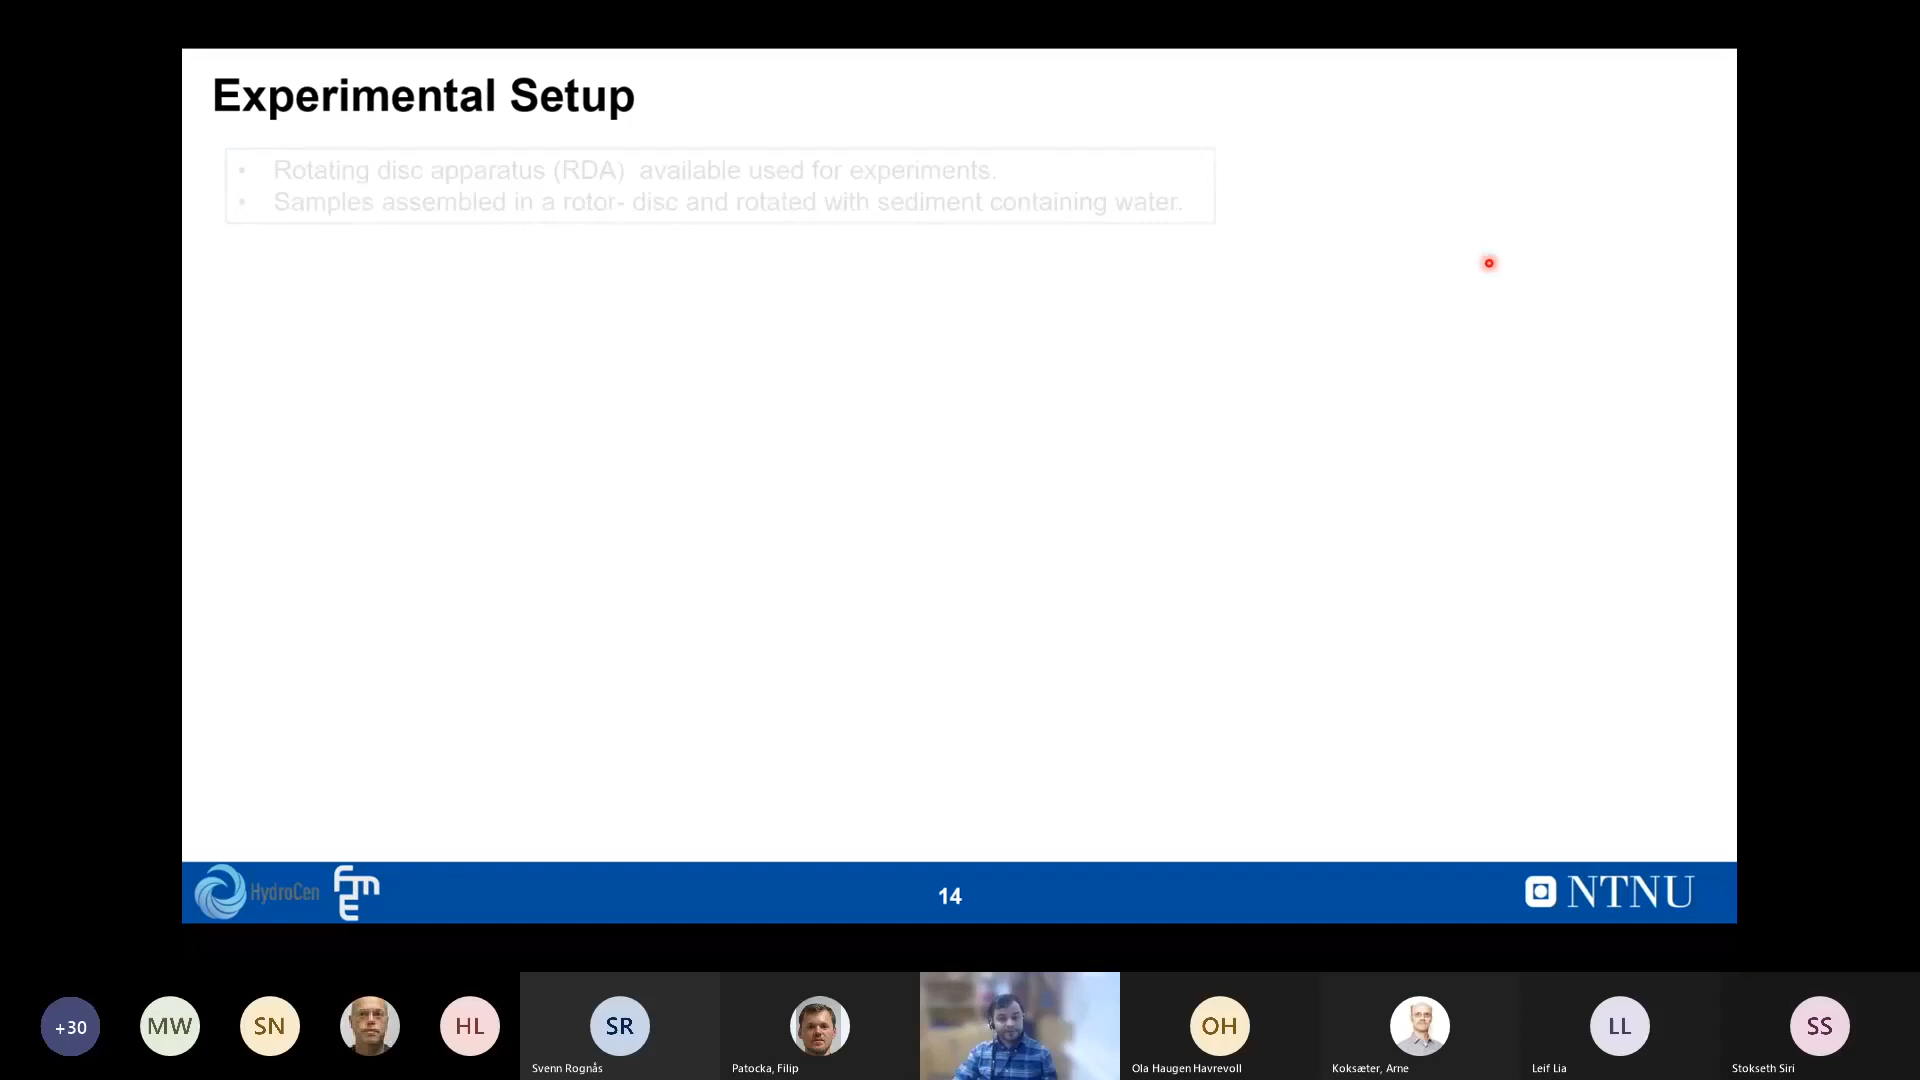 Experimental Setup
• Rotating disc apparatus (RDA) available used for experiments.
• Samples assembled in a rotor- disc and rotated with sediment containing water.
HydroCen
FME
14
NTNU
+30
MW
SN
HL
SR
OH
LL
SS
Svenn Rognås
Patocka, Filip
Ola Haugen Havrevoll
Koksæter, Arne
Leif Lia
Stokseth Siri